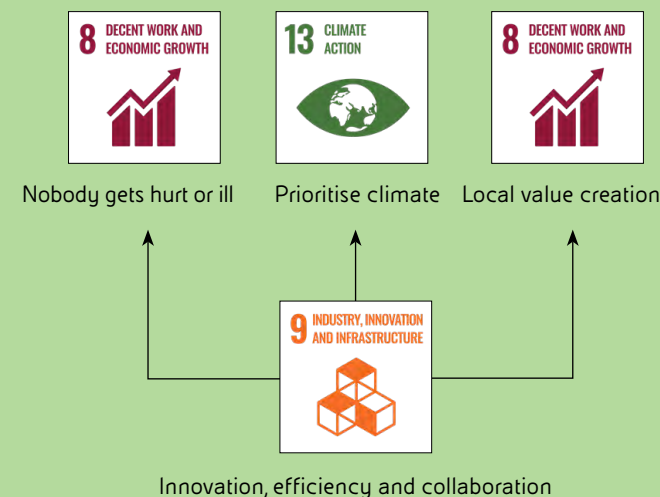 8 DECENT WORK AND
ECONOMIC GROWTH
13 CLIMATE
ACTION
8 DECENT WORK AND
ECONOMIC GROWTH
Nobody gets hurt or ill
Prioritise climate
Local value creation
9 INDUSTRY, INNOVATION
AND INFRASTRUCTURE
Innovation, efficiency and collaboration